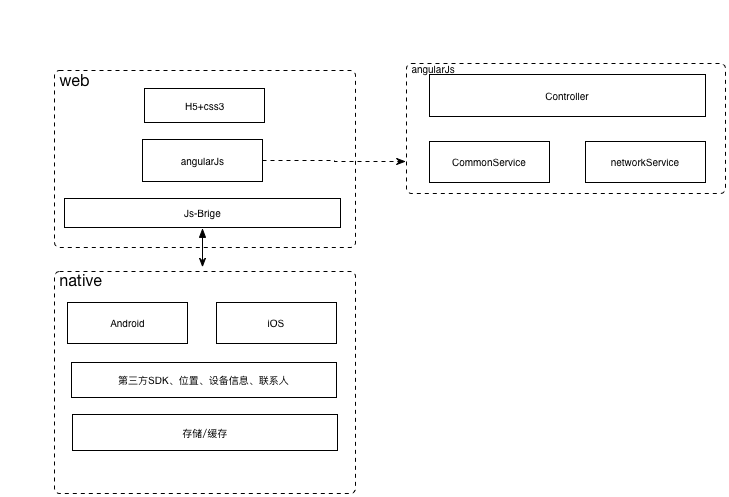 web
H5+css3
angularJs
Js-Brige
angularJs
Controller
CommonService
networkService
native
Android
iOS
第三方SDK、位置、设备信息、联系人
存储/缓存